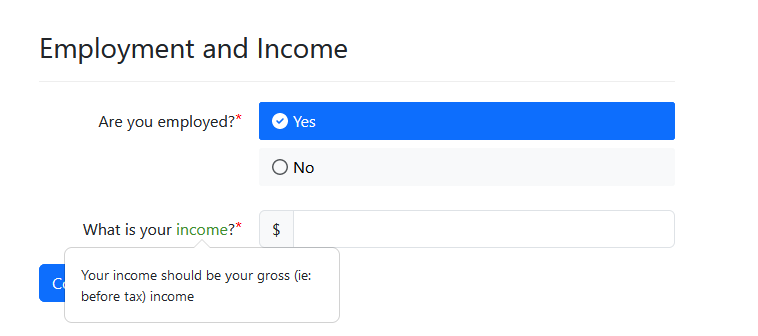 Employment and Income
Are you employed?*
Yes
No
What is your income?*
$
Your income should be your gross (ie:
before tax) income